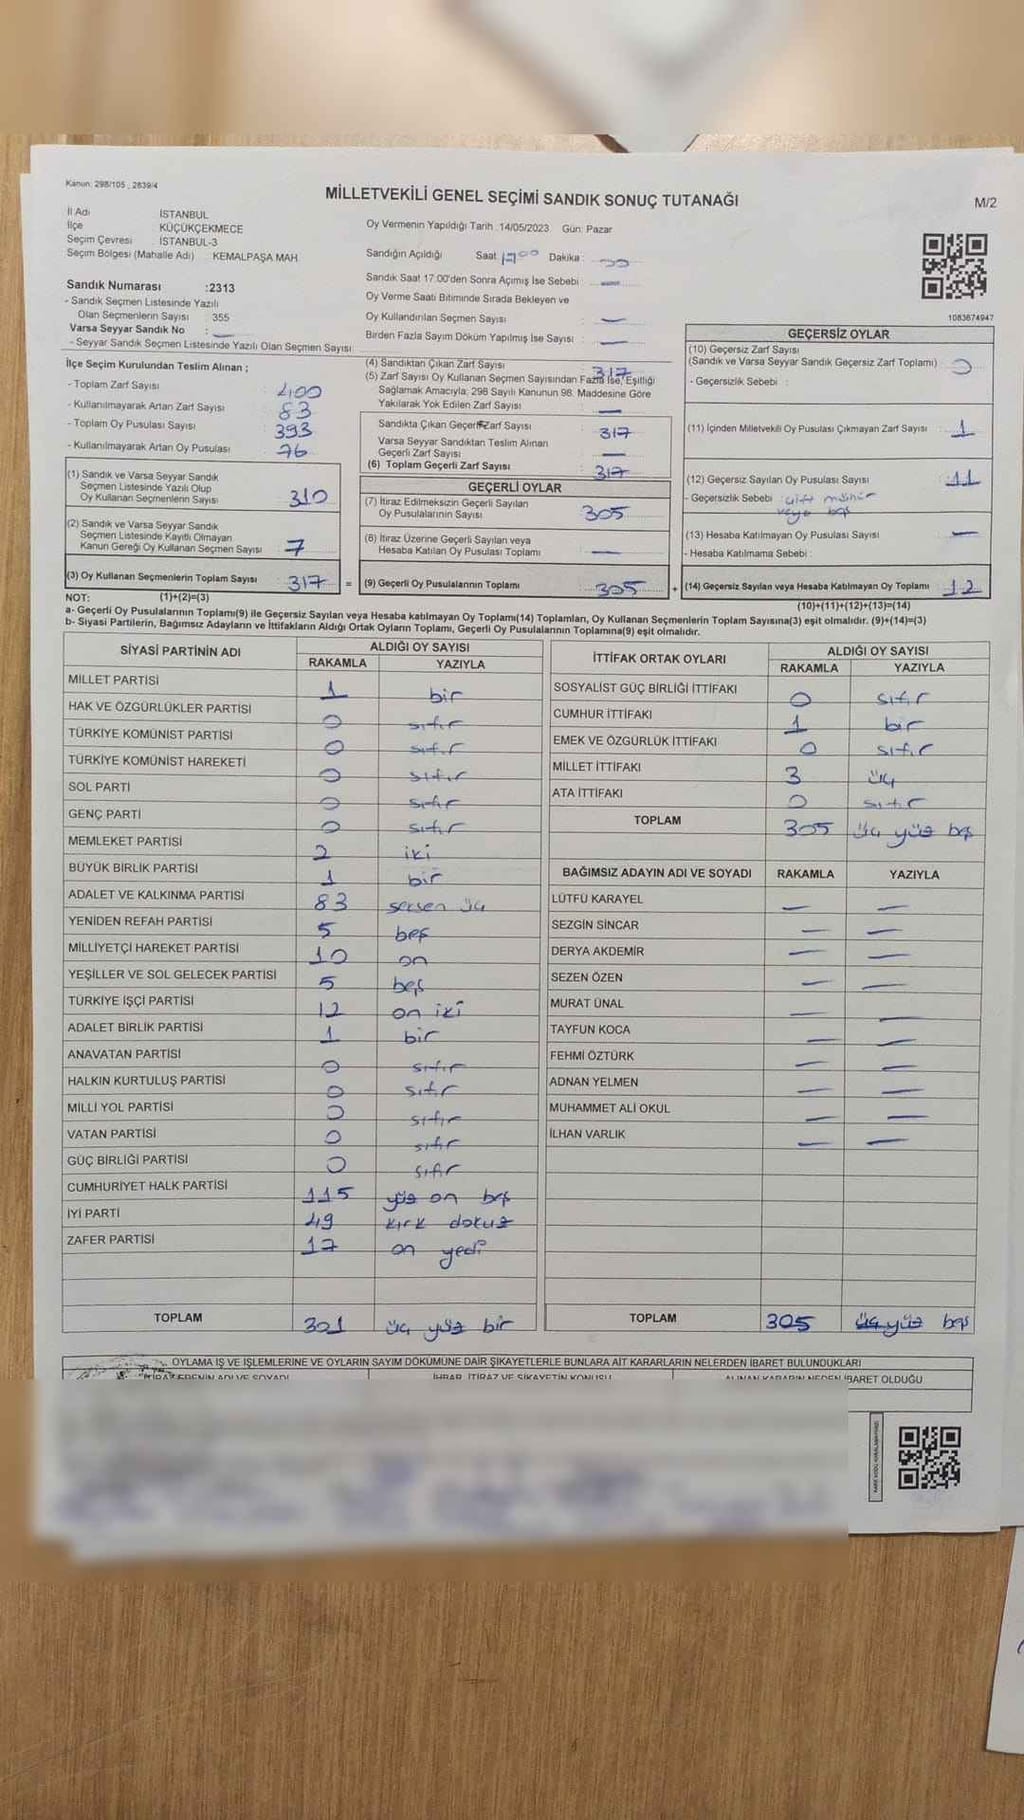 Kanun: 298/105 , 2839/4
MİLLETVEKİLİ GENEL SEÇİMİ SANDIK SONUÇ TUTANAĞI
M/2
İl Adı İSTANBUL
İlçe KÜÇÜKÇEKMECE
Seçim Çevresi İSTANBUL-3
Seçim Bölgesi (Mahalle Adı) KEMALPAŞA MAH
Oy Vermenin Yapıldığı Tarih : 14/05/2023 Gün: Pazar
Sandığın Açıldığı Saat 17 00 Dakika :
Sandık Saat 17:00'den Sonra Açımış İse Sebebi : —
Oy Verme Saati Bitiminde Sırada Bekleyen ve
Oy Kullandırılan Seçmen Sayısı : —
Birden Fazla Sayım Döküm Yapılmış İse Sayısı : —
1083674947
Sandık Numarası :2313
- Sandık Seçmen Listesinde Yazılı
Olan Seçmenlerin Sayısı : 355
Varsa Seyyar Sandık No : —
- Seyyar Sandık Seçmen Listesinde Yazılı Olan Seçmen Sayısı:
İlçe Seçim Kurulundan Teslim Alınan ;
- Toplam Zarf Sayısı 400
- Kullanılmayarak Artan Zarf Sayısı 83
- Toplam Oy Pusulası Sayısı 393
- Kullanılmayarak Artan Oy Pusulası 76
(1) Sandık ve Varsa Seyyar Sandık
Seçmen Listesinde Yazılı Olup
Oy Kullanan Seçmenlerin Sayısı 310
(2) Sandık ve Varsa Seyyar Sandık
Seçmen Listesinde Kayıtlı Olmayan
Kanun Gereği Oy Kullanan Seçmen Sayısı 7
(3) Oy Kullanan Seçmenlerin Toplam Sayısı 317 =
(1)+(2)=(3)
(4) Sandıktan Çıkan Zarf Sayısı 317
(5) Zarf Sayısı Oy Kullanan Seçmen Sayısından Fazla İse, Eşitliği
Sağlamak Amacıyla; 298 Sayılı Kanunun 98. Maddesine Göre
Yakılarak Yok Edilen Zarf Sayısı : —
Sandıkta Çıkan Geçerli Zarf Sayısı : 317
Varsa Seyyar Sandıktan Teslim Alınan
Geçerli Zarf Sayısı : —
(6) Toplam Geçerli Zarf Sayısı : 317
GEÇERLİ OYLAR
(7) İtiraz Edilmeksizin Geçerli Sayılan
Oy Pusulalarının Sayısı : 305
(8) İtiraz Üzerine Geçerli Sayılan veya
Hesaba Katılan Oy Pusulası Toplamı : —
(9) Geçerli Oy Pusulalarının Toplamı : 305 +
GEÇERSİZ OYLAR
(10) Geçersiz Zarf Sayısı
(Sandık ve Varsa Seyyar Sandık Geçersiz Zarf Toplamı) : 0
- Geçersizlik Sebebi :
(11) İçinden Milletvekili Oy Pusulası Çıkmayan Zarf Sayısı : 1
(12) Geçersiz Sayılan Oy Pusulası Sayısı : 11
- Geçersizlik Sebebi : çift mühür
veya boş
(13) Hesaba Katılmayan Oy Pusulası Sayısı : —
- Hesaba Katılmama Sebebi :
(14) Geçersiz Sayılan veya Hesaba Katılmayan Oy Toplamı : 12
(10)+(11)+(12)+(13)=(14)
NOT:
a- Geçerli Oy Pusulalarının Toplamı(9) ile Geçersiz Sayılan veya Hesaba katılmayan Oy Toplamı(14) Toplamları, Oy Kullanan Seçmenlerin Toplam Sayısına(3) eşit olmalıdır. (9)+(14)=(3)
b- Siyasi Partilerin, Bağımsız Adayların ve İttifakların Aldığı Ortak Oyların Toplamı, Geçerli Oy Pusulalarının Toplamına(9) eşit olmalıdır.
SİYASİ PARTİNİN ADI ALDIĞI OY SAYISI
RAKAMLA YAZIYLA
MİLLET PARTİSİ 1 bir
HAK VE ÖZGÜRLÜKLER PARTİSİ 0 sıfır
TÜRKİYE KOMÜNİST PARTİSİ 0 sıfır
TÜRKİYE KOMÜNİST HAREKETİ 0 sıfır
SOL PARTİ 0 sıfır
GENÇ PARTİ 0 sıfır
MEMLEKET PARTİSİ 2 iki
BÜYÜK BİRLİK PARTİSİ 1 bir
ADALET VE KALKINMA PARTİSİ 83 seksen üç
YENİDEN REFAH PARTİSİ 5 beş
MİLLİYETÇİ HAREKET PARTİSİ 10 on
YEŞİLLER VE SOL GELECEK PARTİSİ 5 beş
TÜRKİYE İŞÇİ PARTİSİ 12 on iki
ADALET BİRLİK PARTİSİ 1 bir
ANAVATAN PARTİSİ 0 sıfır
HALKIN KURTULUŞ PARTİSİ 0 sıfır
MİLLİ YOL PARTİSİ 0 sıfır
VATAN PARTİSİ 0 sıfır
GÜÇ BİRLİĞİ PARTİSİ 0 sıfır
CUMHURİYET HALK PARTİSİ 115 yüz on beş
İYİ PARTİ 49 kırk dokuz
ZAFER PARTİSİ 17 on yedi
TOPLAM 301 üç yüz bir
İTTİFAK ORTAK OYLARI ALDIĞI OY SAYISI
RAKAMLA YAZIYLA
SOSYALİST GÜÇ BİRLİĞİ İTTİFAKI 0 sıfır
CUMHUR İTTİFAKI 1 bir
EMEK VE ÖZGÜRLÜK İTTİFAKI 0 sıfır
MİLLET İTTİFAKI 3 üç
ATA İTTİFAKI 0 sıfır
TOPLAM 305 üç yüz beş
BAĞIMSIZ ADAYIN ADI VE SOYADI RAKAMLA YAZIYLA
LÜTFÜ KARAYEL — —
SEZGİN SİNCAR — —
DERYA AKDEMİR — —
SEZEN ÖZEN — —
MURAT ÜNAL — —
TAYFUN KOCA — —
FEHMİ ÖZTÜRK — —
ADNAN YELMEN — —
MUHAMMET ALİ OKUL — —
İLHAN VARLIK — —
TOPLAM 305 üç yüz beş
OYLAMA İŞ VE İŞLEMLERİNE VE OYLARIN SAYIM DÖKÜMÜNE DAİR ŞİKAYETLERLE BUNLARA AİT KARARLARIN NELERDEN İBARET BULUNDUKLARI
İTİRAZ EDENİN ADI VE SOYADI İHBAR, İTİRAZ VE ŞİKAYETİN KONUSU ALINAN KARARIN NEDEN İBARET OLDUĞU